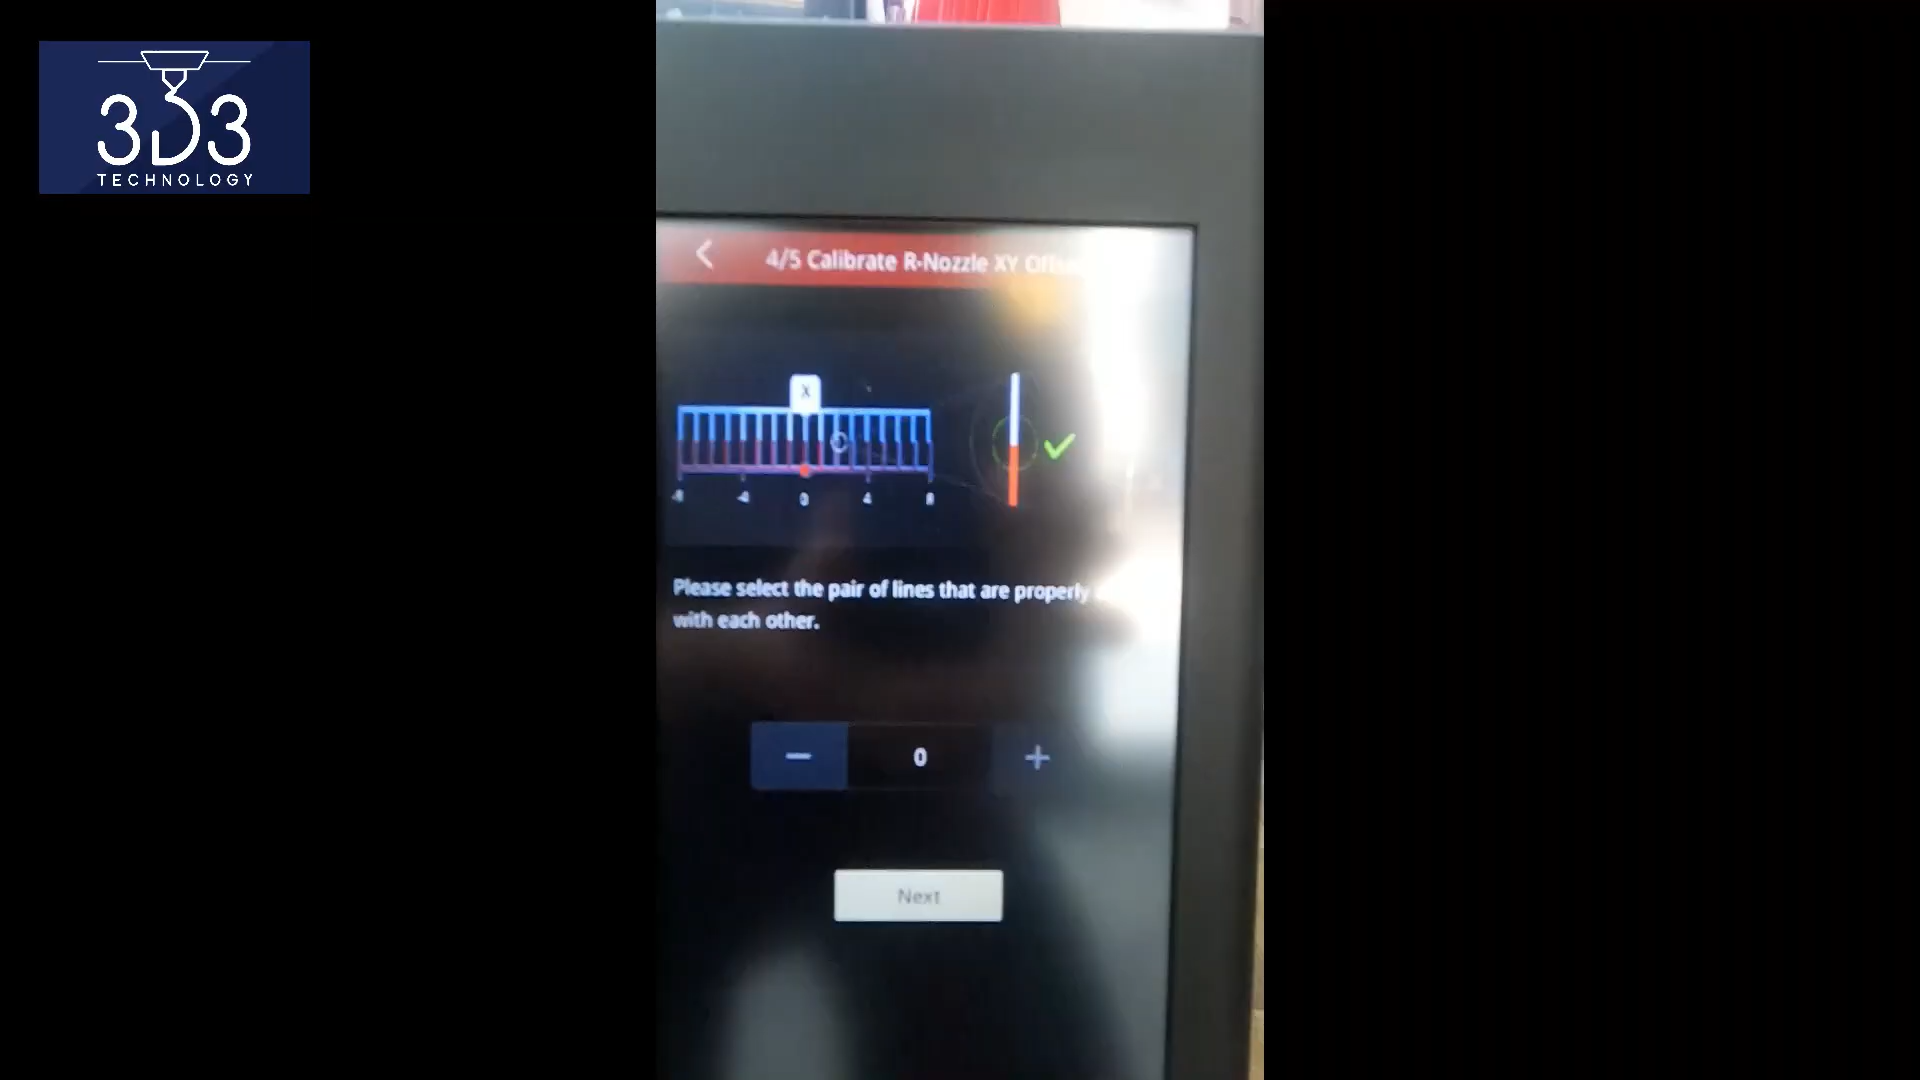 3D3
TECHNOLOGY
4/5 Calibrate R-Nozzle XY
X
-8 -4 0 4 8
Please select the pair of lines that are properly
with each other.
− 0 +
Next